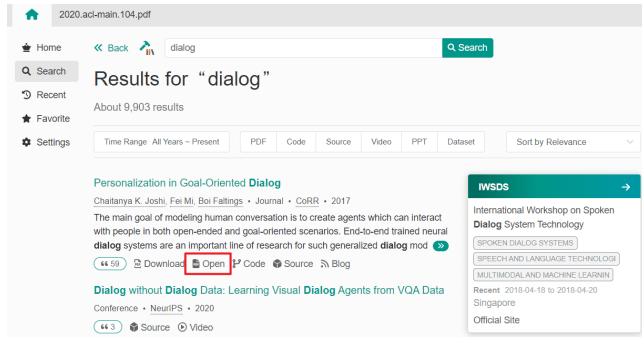 2020.acl-main.104.pdf
Home
Search
Recent
Favorite
Settings
Back
dialog
Search
Results for “dialog”
About 9,903 results
Time Range All Years ~ Present
PDF
Code
Source
Video
PPT
Dataset
Sort by Relevance
Personalization in Goal-Oriented Dialog
Chaitanya K. Joshi, Fei Mi, Boi Faltings • Journal • CoRR • 2017
The main goal of modeling human conversation is to create agents which can interact
with people in both open-ended and goal-oriented scenarios. End-to-end trained neural
dialog systems are an important line of research for such generalized dialog mod
59 Download Open Code Source Blog
Dialog without Dialog Data: Learning Visual Dialog Agents from VQA Data
Conference • NeurIPS • 2020
3 Source Video
IWSDS
International Workshop on Spoken
Dialog System Technology
SPOKEN DIALOG SYSTEMS
SPEECH AND LANGUAGE TECHNOLOGI
MULTIMODAL AND MACHINE LEARNIN
Recent 2018-04-18 to 2018-04-20
Singapore
Official Site